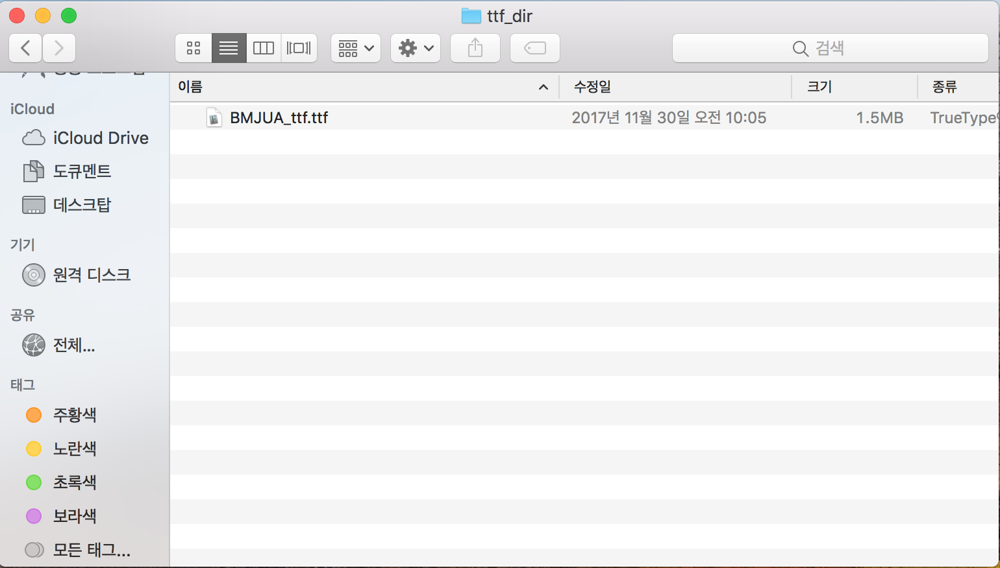 ttf_dir
검색
이름 수정일 크기 종류
BMJUA_ttf.ttf 2017년 11월 30일 오전 10:05 1.5MB TrueType
iCloud
iCloud Drive
도큐멘트
데스크탑
기기
원격 디스크
공유
전체...
태그
주황색
노란색
초록색
보라색
모든 태그...